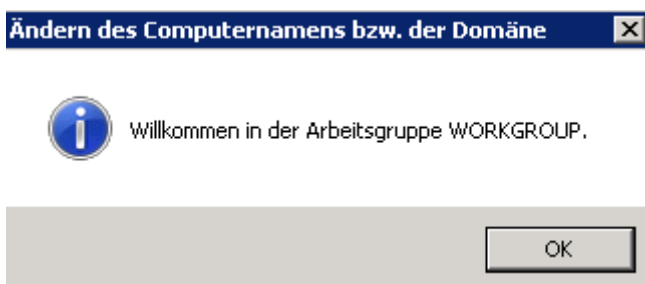 Ändern des Computernamens bzw. der Domäne
Willkommen in der Arbeitsgruppe WORKGROUP.
OK